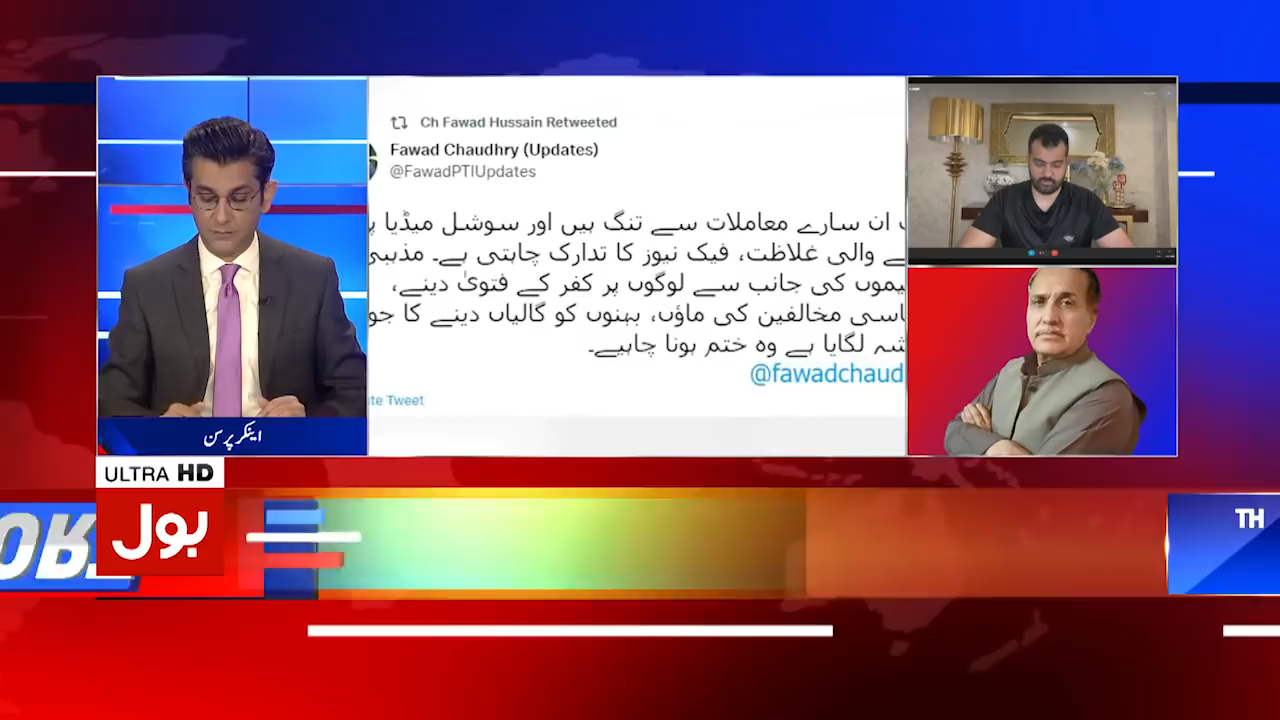 Ch Fawad Hussain Retweeted
Fawad Chaudhry (Updates)
@FawadPTIUpdates
ان سارے معاملات سے تنگ ہیں اور سوشل میڈیا
والی غلاظت، فیک نیوز کا تدارک چاہتی ہے۔ مذہبی
کی جانب سے لوگوں پر کفر کے فتویٰ دینے،
مخالفین کی ماؤں، بہنوں کو گالیاں دینے کا جو
لگایا ہے وہ ختم ہونا چاہیے۔
@fawadchaud
te Tweet
اینکر پرسن
ULTRA HD
بول
TH